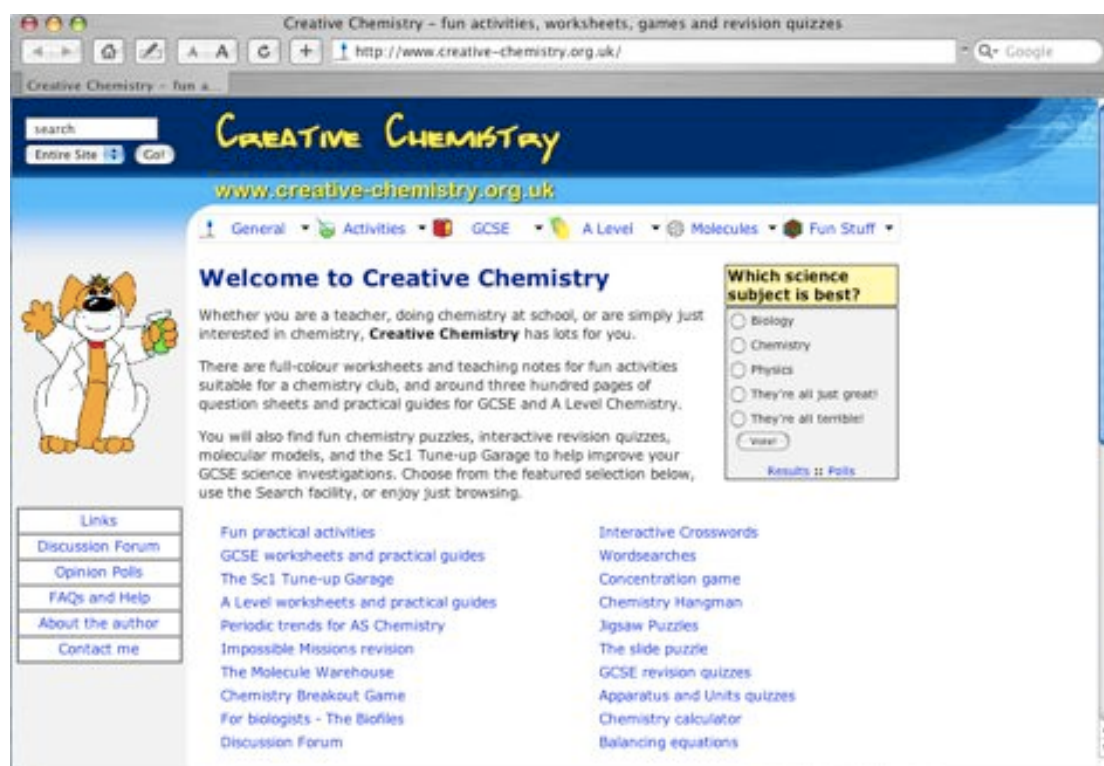 Creative Chemistry – fun activities, worksheets, games and revision quizzes
A A
http://www.creative-chemistry.org.uk/
Google
Creative Chemistry – fun a...
search
Entire Site
Go!
CREATIVE CHEMISTRY
www.creative-chemistry.org.uk
General
Activities
GCSE
A Level
Molecules
Fun Stuff
Welcome to Creative Chemistry
Whether you are a teacher, doing chemistry at school, or are simply just
interested in chemistry, Creative Chemistry has lots for you.
There are full-colour worksheets and teaching notes for fun activities
suitable for a chemistry club, and around three hundred pages of
question sheets and practical guides for GCSE and A Level Chemistry.
You will also find fun chemistry puzzles, interactive revision quizzes,
molecular models, and the Sc1 Tune-up Garage to help improve your
GCSE science investigations. Choose from the featured selection below,
use the Search facility, or enjoy just browsing.
Which science
subject is best?
Biology
Chemistry
Physics
They're all just great!
They're all terrible!
Vote!
Results :: Polls
Links
Discussion Forum
Opinion Polls
FAQs and Help
About the author
Contact me
Fun practical activities
GCSE worksheets and practical guides
The Sc1 Tune-up Garage
A Level worksheets and practical guides
Periodic trends for AS Chemistry
Impossible Missions revision
The Molecule Warehouse
Chemistry Breakout Game
For biologists - The Biofiles
Discussion Forum
Interactive Crosswords
Wordsearches
Concentration game
Chemistry Hangman
Jigsaw Puzzles
The slide puzzle
GCSE revision quizzes
Apparatus and Units quizzes
Chemistry calculator
Balancing equations